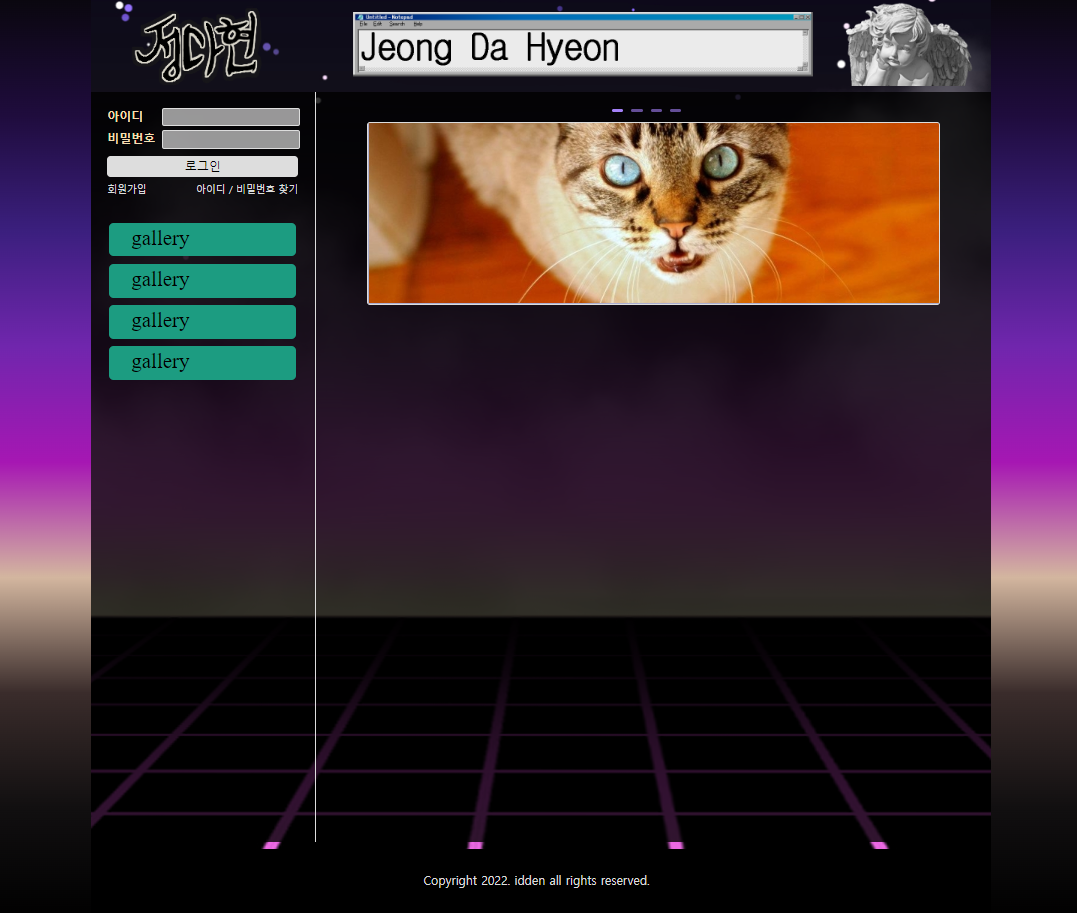 정다현
Untitled - Notepad
File Edit Search Help
Jeong Da Hyeon
아이디
비밀번호
로그인
회원가입 아이디 / 비밀번호 찾기
gallery
gallery
gallery
gallery
Copyright 2022. idden all rights reserved.